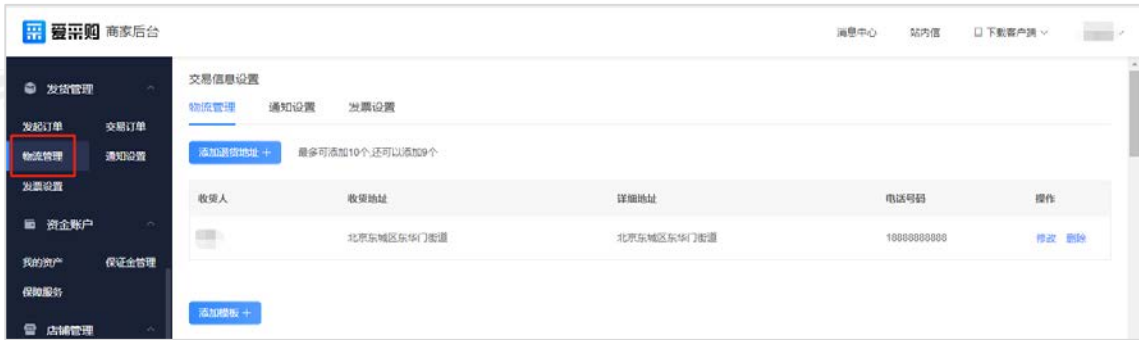 爱采购 商家后台
消息中心 站内信 下载客户端
发货管理
发起订单 交易订单
物流管理 通知设置
发票设置
资金账户
我的资产 保证金管理
保障服务
店铺管理
交易信息设置
物流管理 通知设置 发票设置
添加退货地址 + 最多可添加10个,还可以添加9个
收货人 收货地址 详细地址 电话号码 操作
北京东城区东华门街道 北京东城区东华门街道 18888888888 修改 删除
添加模板 +